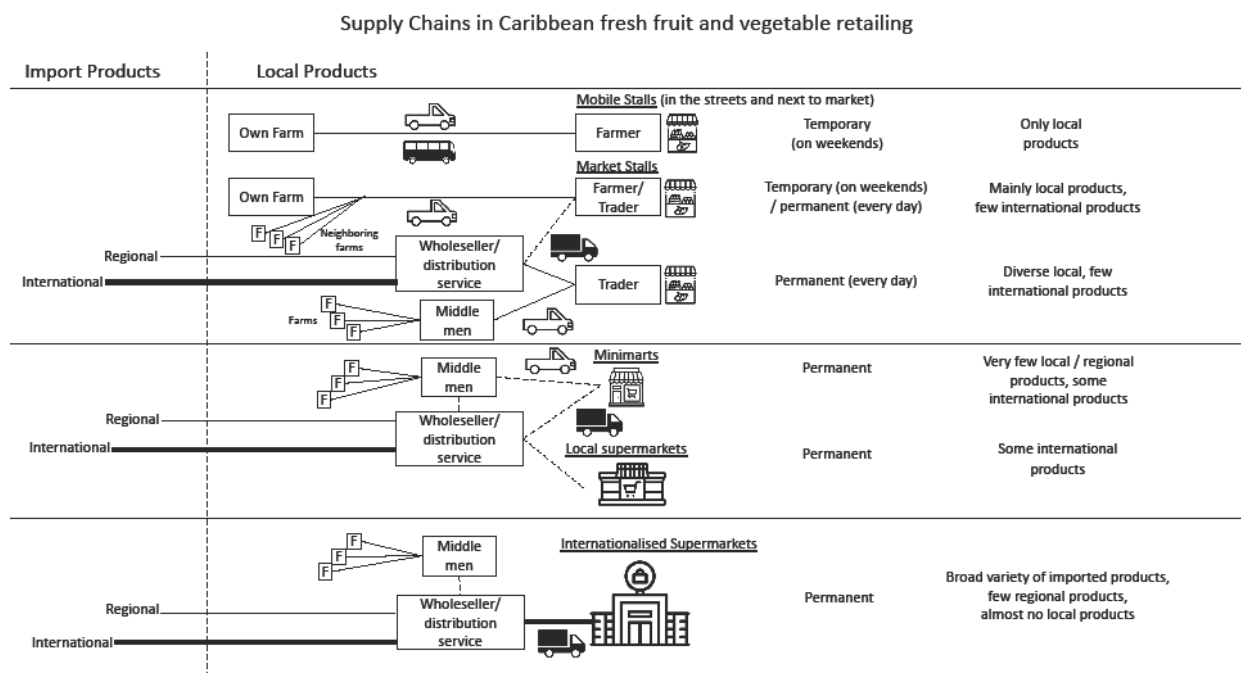 Supply Chains in Caribbean fresh fruit and vegetable retailing
Import Products
Local Products
Mobile Stalls (in the streets and next to market)
Own Farm
Farmer
Temporary
(on weekends)
Only local
products
Market Stalls
Own Farm
Farmer/
Trader
Temporary (on weekends)
/ permanent (every day)
Mainly local products,
few international products
F
F
F
Neighboring
farms
Regional
International
Wholeseller/
distribution
service
Trader
Permanent (every day)
Diverse local, few
international products
Farms
F
F
F
Middle
men
Minimarts
F
F
F
Middle
men
Permanent
Very few local / regional
products, some
international products
Regional
International
Wholeseller/
distribution
service
Local supermarkets
Permanent
Some international
products
F
F
F
Middle
men
Internationalised Supermarkets
Regional
International
Wholeseller/
distribution
service
Permanent
Broad variety of imported products,
few regional products,
almost no local products